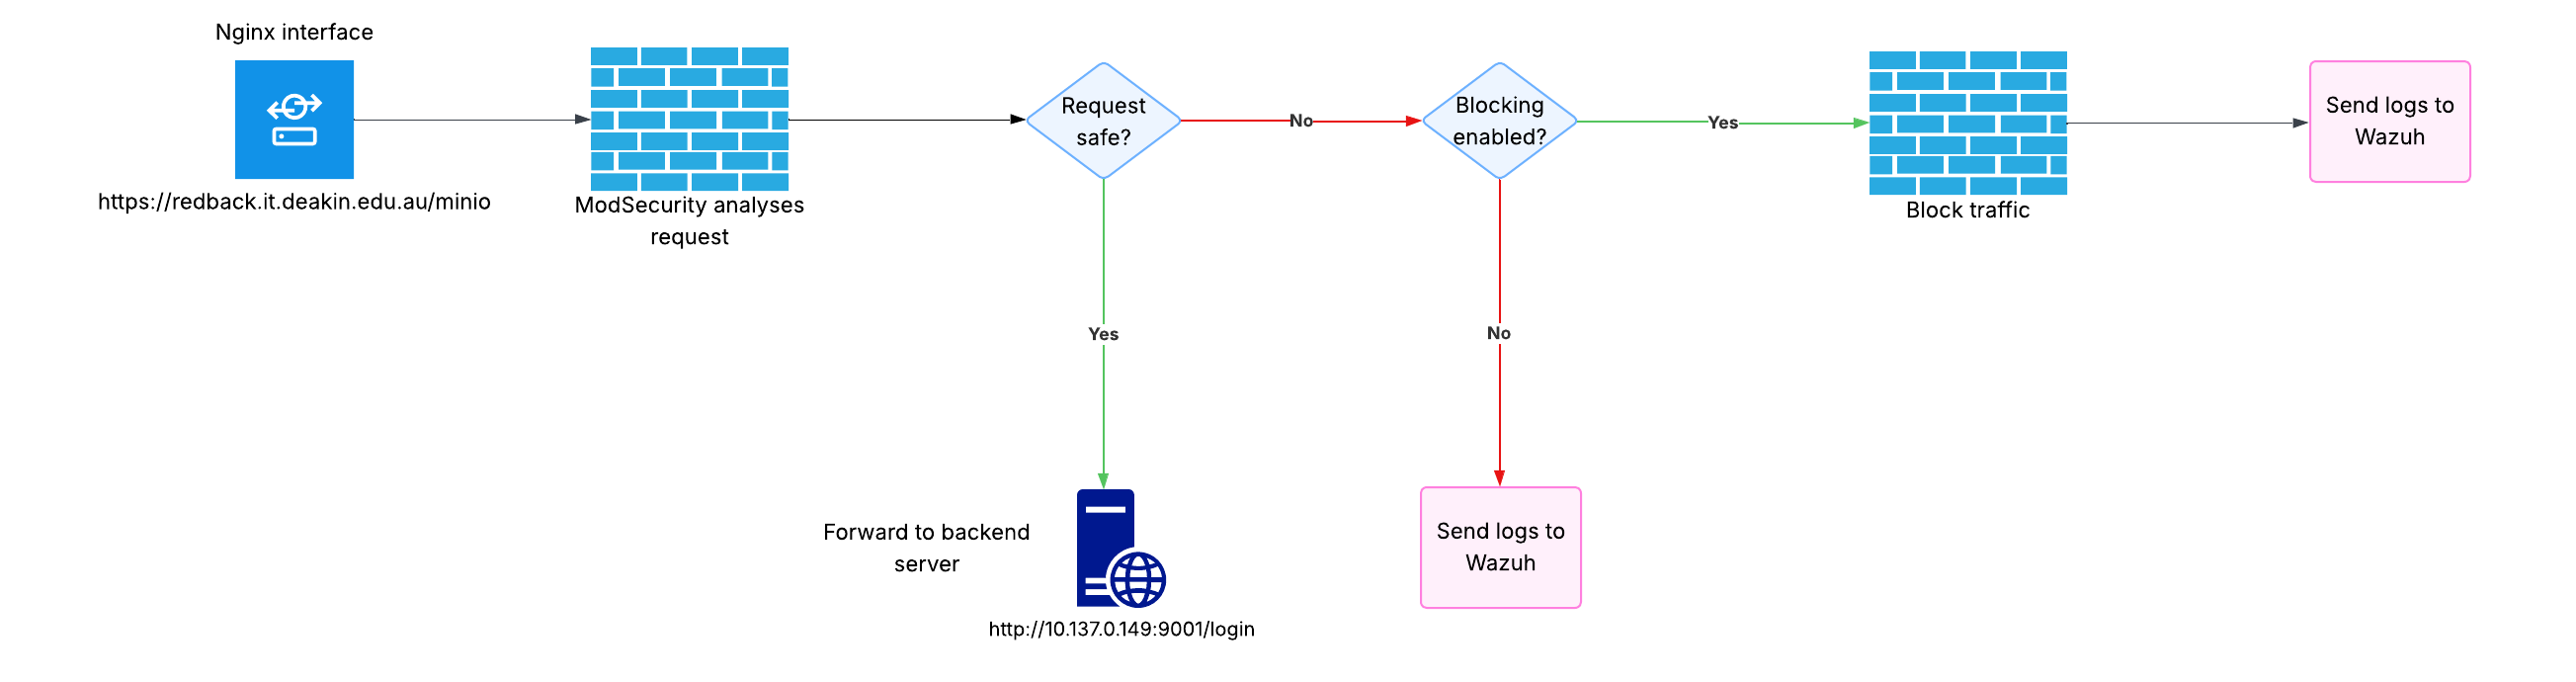 Nginx interface
https://redback.it.deakin.edu.au/minio
ModSecurity analyses
request
Request
safe?
No
Blocking
enabled?
Yes
Block traffic
Send logs to
Wazuh
Yes
No
Forward to backend
server
http://10.137.0.149:9001/login
Send logs to
Wazuh